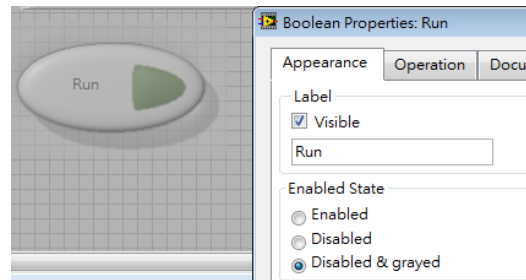 Run
Boolean Properties: Run
Appearance Operation Docu
Label
Visible
Run
Enabled State
Enabled
Disabled
Disabled & grayed